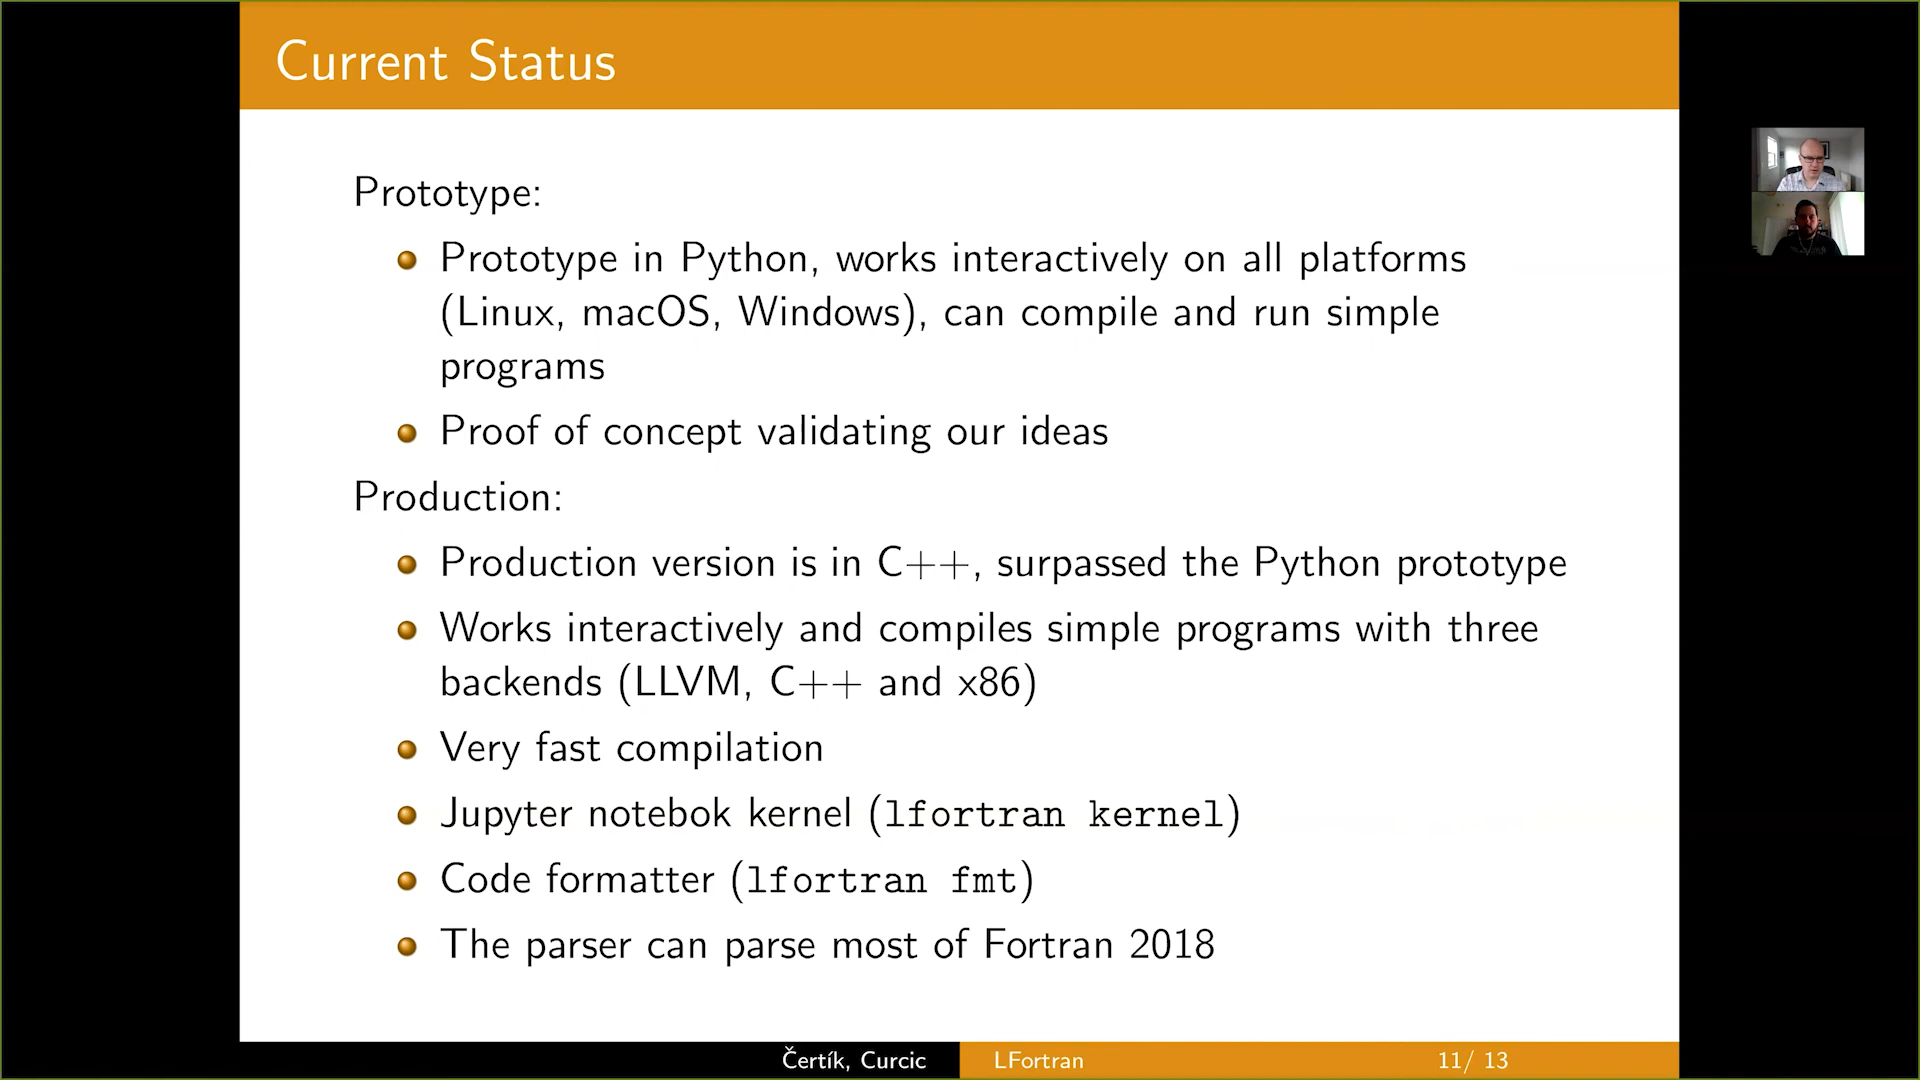 Current Status
Prototype:
Prototype in Python, works interactively on all platforms
(Linux, macOS, Windows), can compile and run simple
programs
Proof of concept validating our ideas
Production:
Production version is in C++, surpassed the Python prototype
Works interactively and compiles simple programs with three
backends (LLVM, C++ and x86)
Very fast compilation
Jupyter notebok kernel (lfortran kernel)
Code formatter (lfortran fmt)
The parser can parse most of Fortran 2018
Čertík, Curcic
LFortran
11/ 13